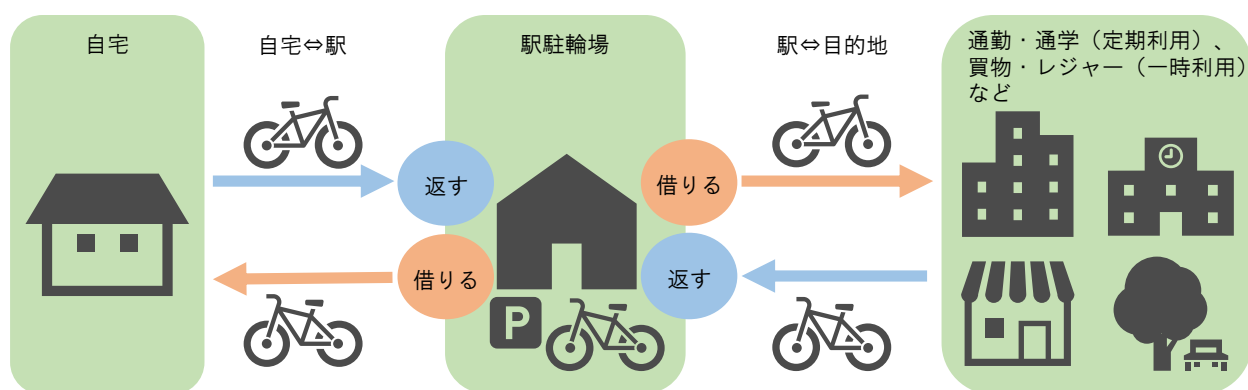 自宅
自宅⇔駅
駅駐輪場
駅⇔目的地
通勤・通学（定期利用）、
買物・レジャー（一時利用）
など
返す
借りる
借りる
返す
P